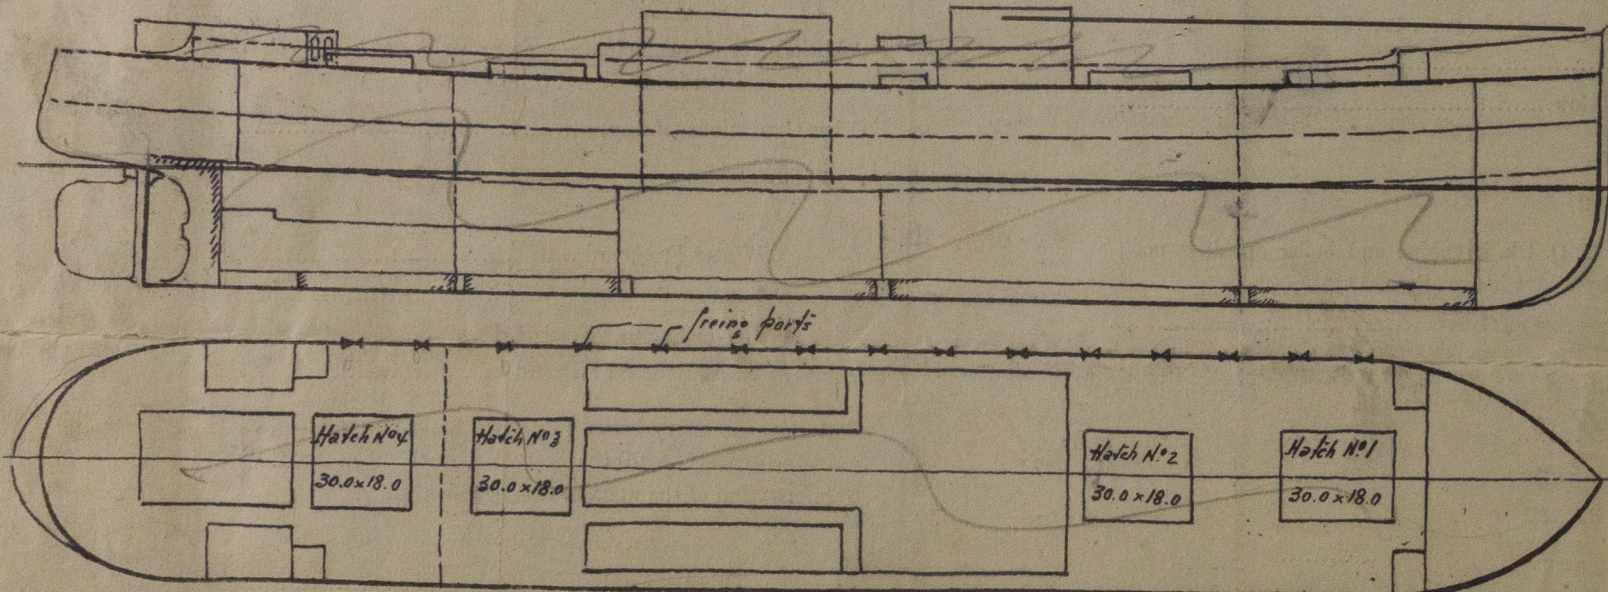 freing ports
Hatch Nº4
30.0 x 18.0
Hatch Nº3
30.0 x 18.0
Hatch Nº2
30.0 x 18.0
Hatch Nº1
30.0 x 18.0